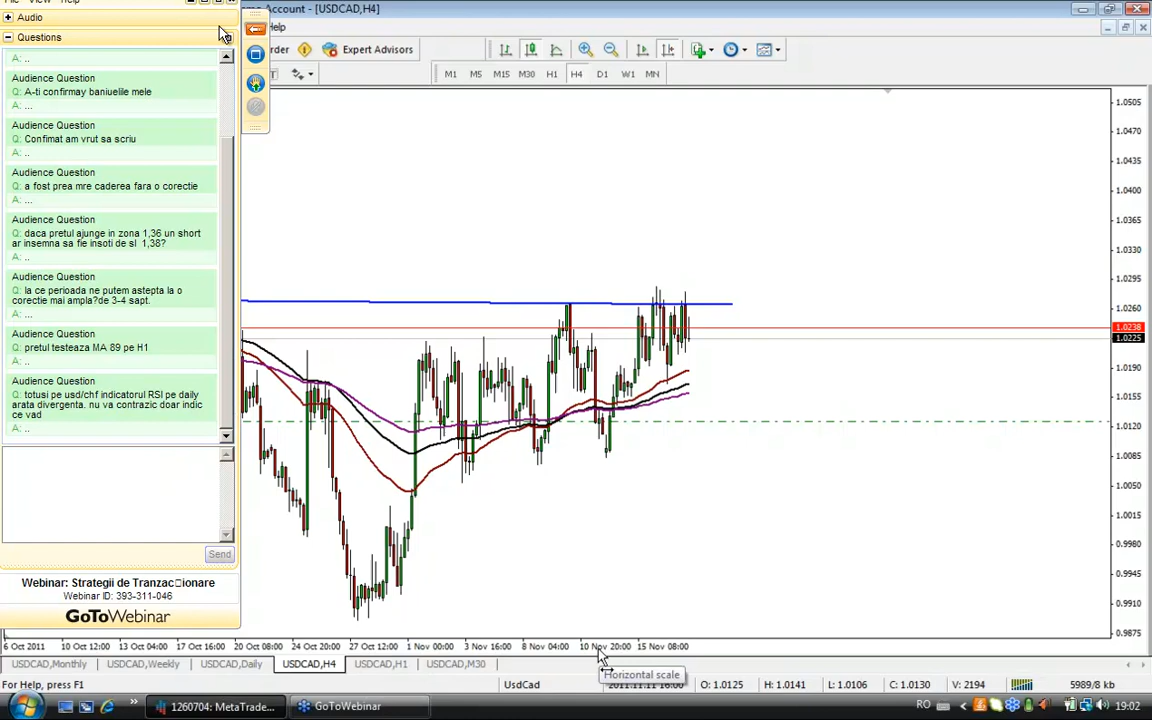 File View Help
Audio
Questions
A: ..
Audience Question
Q: A-ti confirmay baniuelile mele
A: ...
Audience Question
Q: Confimat am vrut sa scriu
A: ..
Audience Question
Q: a fost prea mre caderea fara o corectie
A: ...
Audience Question
Q: daca pretul ajunge in zona 1,36 un short
ar insemna sa fie insoti de sl 1,38?
A: ..
Audience Question
Q: la ce perioada ne putem astepta la o
corectie mai ampla?de 3-4 sapt.
A: ...
Audience Question
Q: pretul testeaza MA 89 pe H1
A: ..
Audience Question
Q: totusi pe usd/chf indicatorul RSI pe daily
arata divergenta. nu va contrazic doar indic
ce vad
A: ..
Send
Webinar: Strategii de Tranzac□ionare
Webinar ID: 393-311-046
GoToWebinar
Account - [USDCAD,H4]
Help
Expert Advisors
T
M1 M5 M15 M30 H1 H4 D1 W1 MN
1.0505
1.0470
1.0435
1.0400
1.0365
1.0330
1.0295
1.0260
1.0238
1.0225
1.0190
1.0155
1.0120
1.0085
1.0050
1.0015
0.9980
0.9945
0.9910
0.9875
6 Oct 2011 10 Oct 12:00 13 Oct 04:00 17 Oct 20:00 24 Oct 20:00 27 Oct 12:00 1 Nov 00:00 3 Nov 16:00 8 Nov 04:00 10 Nov 20:00 15 Nov 08:00
USDCAD,Monthly USDCAD,Weekly USDCAD,Daily USDCAD,H4 USDCAD,H1 USDCAD,M30
Horizontal scale
For Help, press F1 UsdCad 2011.11.11 16:00 O: 1.0125 H: 1.0141 L: 1.0106 C: 1.0130 V: 2194 5989/8 kb
1260704: MetaTrade... GoToWebinar RO 19:02